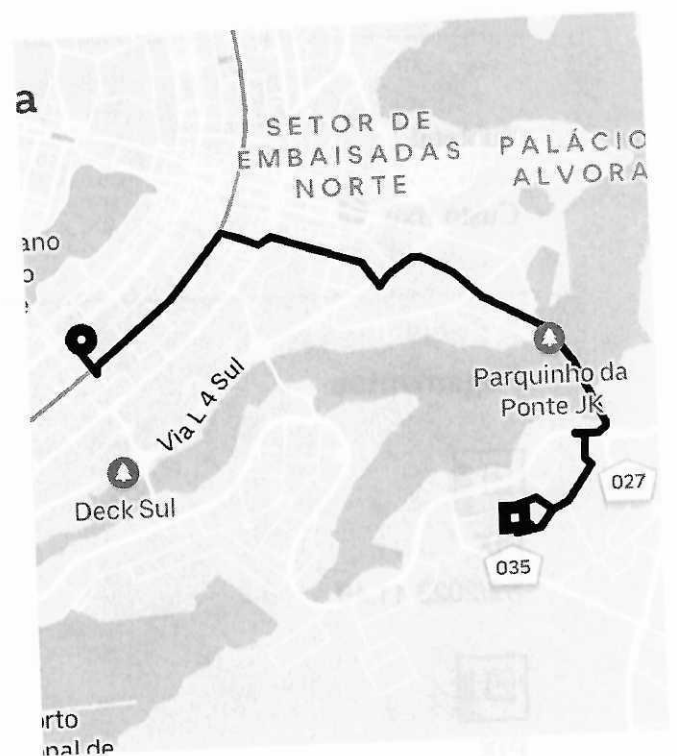 a
SETOR DE
EMBAISADAS
NORTE
PALÁCIO
ALVORA
ano
Via L 4 Sul
Parquinho da
Ponte JK
Deck Sul
027
035
orto
nal de